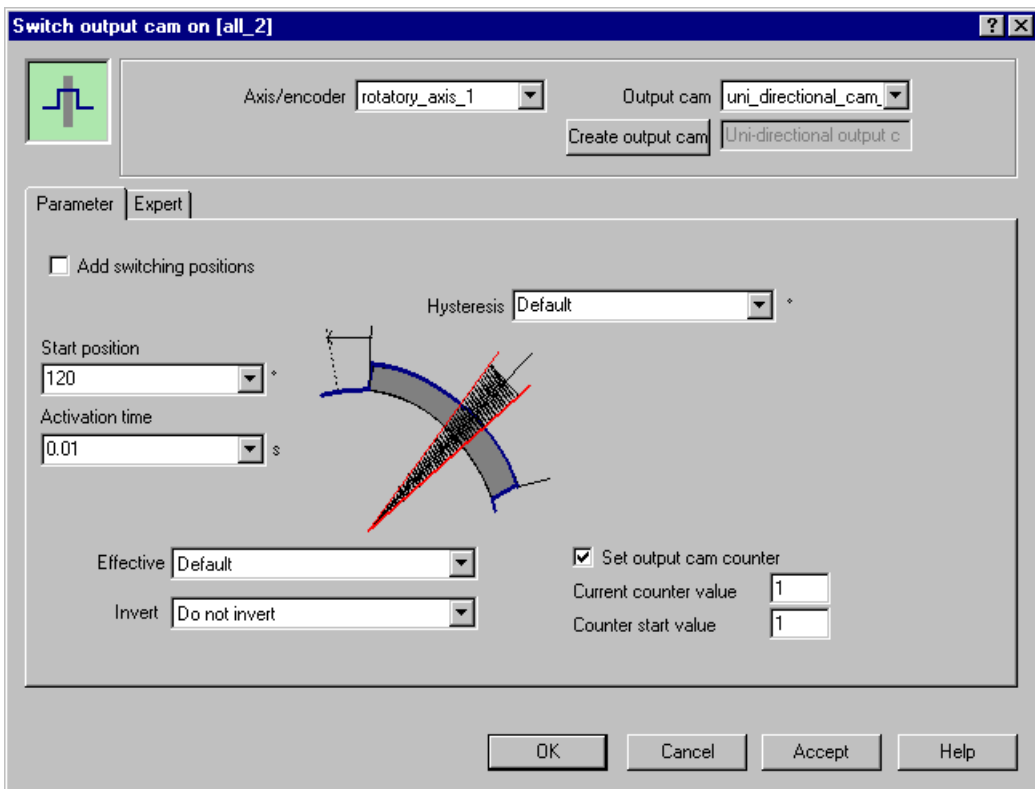 Switch output cam on [all_2]
Axis/encoder rotatory_axis_1 Output cam uni_directional_cam_
Create output cam Uni-directional output c
Parameter Expert
Add switching positions
Hysteresis Default °
Start position
120 °
Activation time
0.01 s
Effective Default
Invert Do not invert
Set output cam counter
Current counter value 1
Counter start value 1
OK Cancel Accept Help